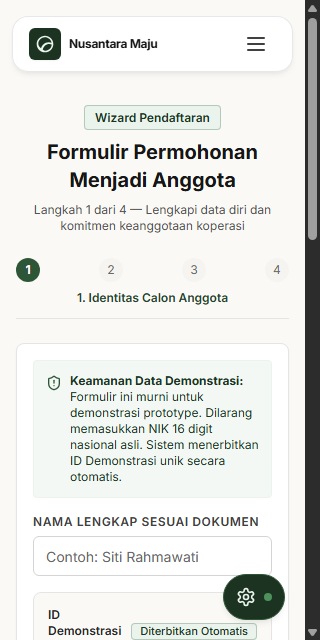 Nusantara Maju
Wizard Pendaftaran
Formulir Permohonan
Menjadi Anggota
Langkah 1 dari 4 — Lengkapi data diri dan
komitmen keanggotaan koperasi
1 2 3 4
1. Identitas Calon Anggota
Keamanan Data Demonstrasi:
Formulir ini murni untuk
demonstrasi prototype. Dilarang
memasukkan NIK 16 digit
nasional asli. Sistem menerbitkan
ID Demonstrasi unik secara
otomatis.
NAMA LENGKAP SESUAI DOKUMEN
Contoh: Siti Rahmawati
ID
Demonstrasi Diterbitkan Otomatis